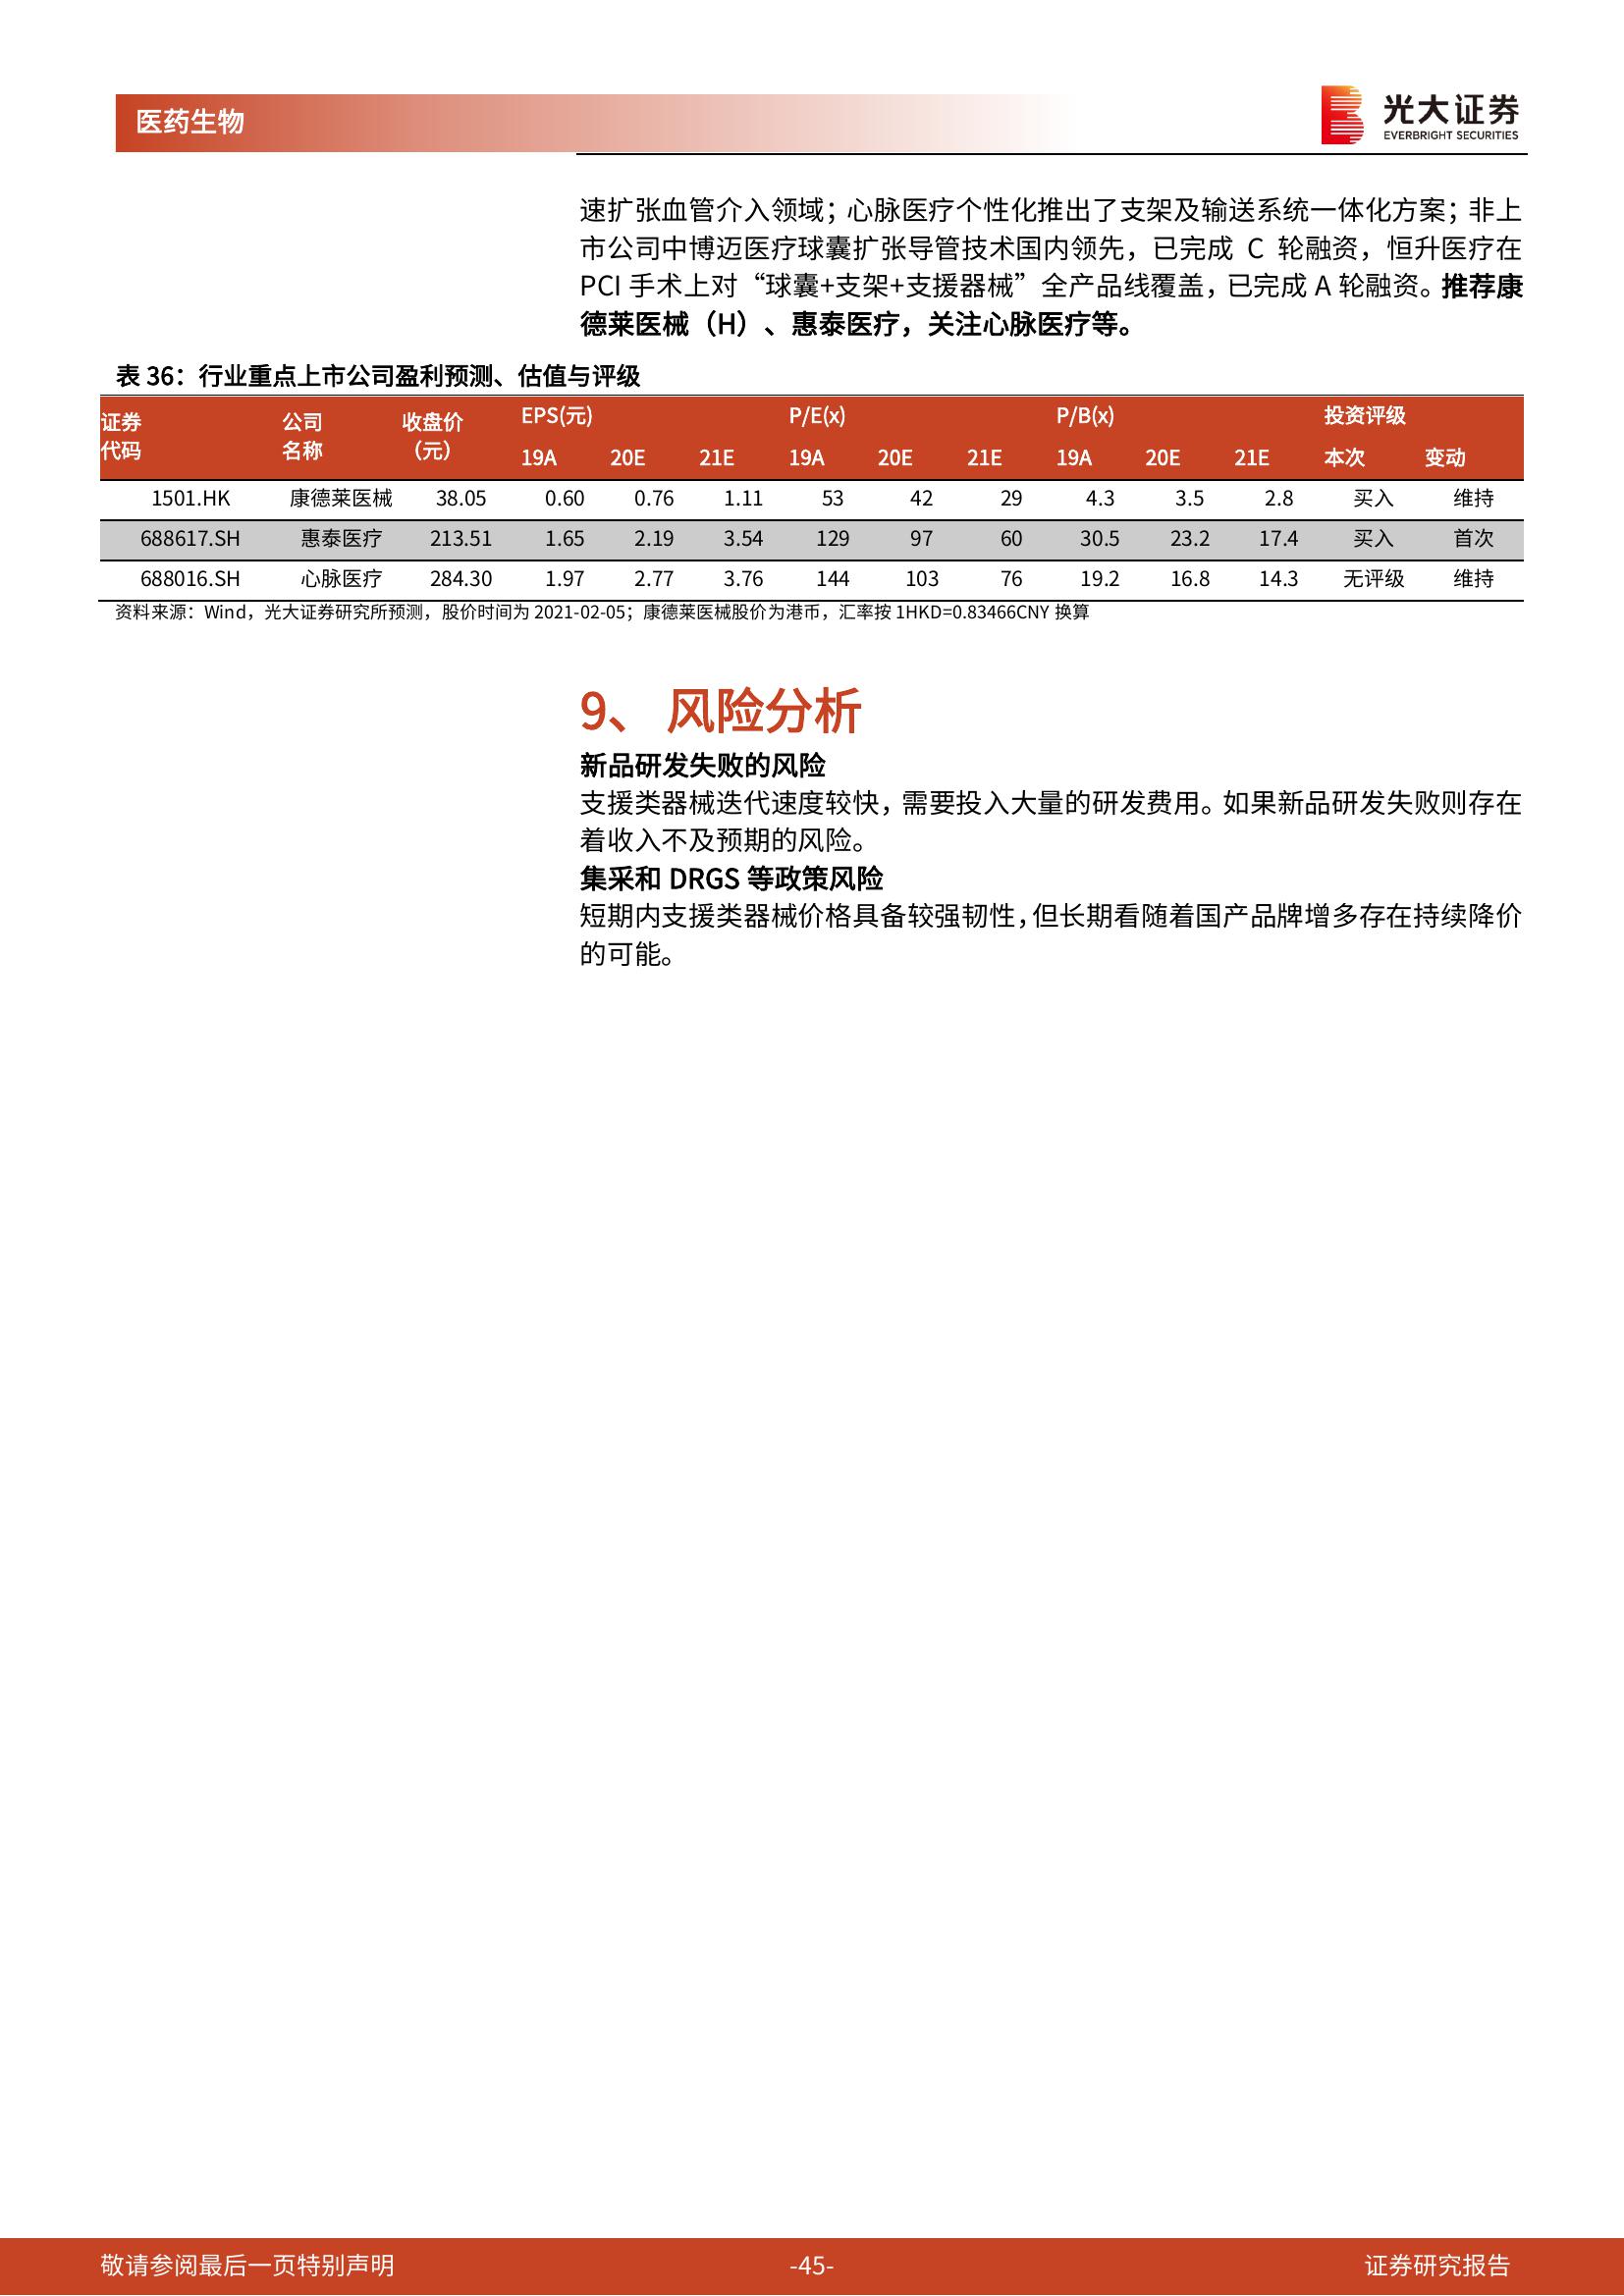 医药生物
光大证券
EVERBRIGHT SECURITIES
速扩张血管介入领域；心脉医疗个性化推出了支架及输送系统一体化方案；非上
市公司中博迈医疗球囊扩张导管技术国内领先，已完成 C 轮融资，恒升医疗在
PCI 手术上对“球囊+支架+支援器械”全产品线覆盖，已完成 A 轮融资。推荐康
德莱医械（H）、惠泰医疗，关注心脉医疗等。
表 36：行业重点上市公司盈利预测、估值与评级
证券 公司 收盘价 EPS(元) P/E(x) P/B(x) 投资评级
代码 名称 （元） 19A 20E 21E 19A 20E 21E 19A 20E 21E 本次 变动
1501.HK 康德莱医械 38.05 0.60 0.76 1.11 53 42 29 4.3 3.5 2.8 买入 维持
688617.SH 惠泰医疗 213.51 1.65 2.19 3.54 129 97 60 30.5 23.2 17.4 买入 首次
688016.SH 心脉医疗 284.30 1.97 2.77 3.76 144 103 76 19.2 16.8 14.3 无评级 维持
资料来源：Wind，光大证券研究所预测，股价时间为 2021-02-05；康德莱医械股价为港币，汇率按 1HKD=0.83466CNY 换算
9、 风险分析
新品研发失败的风险
支援类器械迭代速度较快，需要投入大量的研发费用。如果新品研发失败则存在
着收入不及预期的风险。
集采和 DRGS 等政策风险
短期内支援类器械价格具备较强韧性，但长期看随着国产品牌增多存在持续降价
的可能。
敬请参阅最后一页特别声明 -45- 证券研究报告